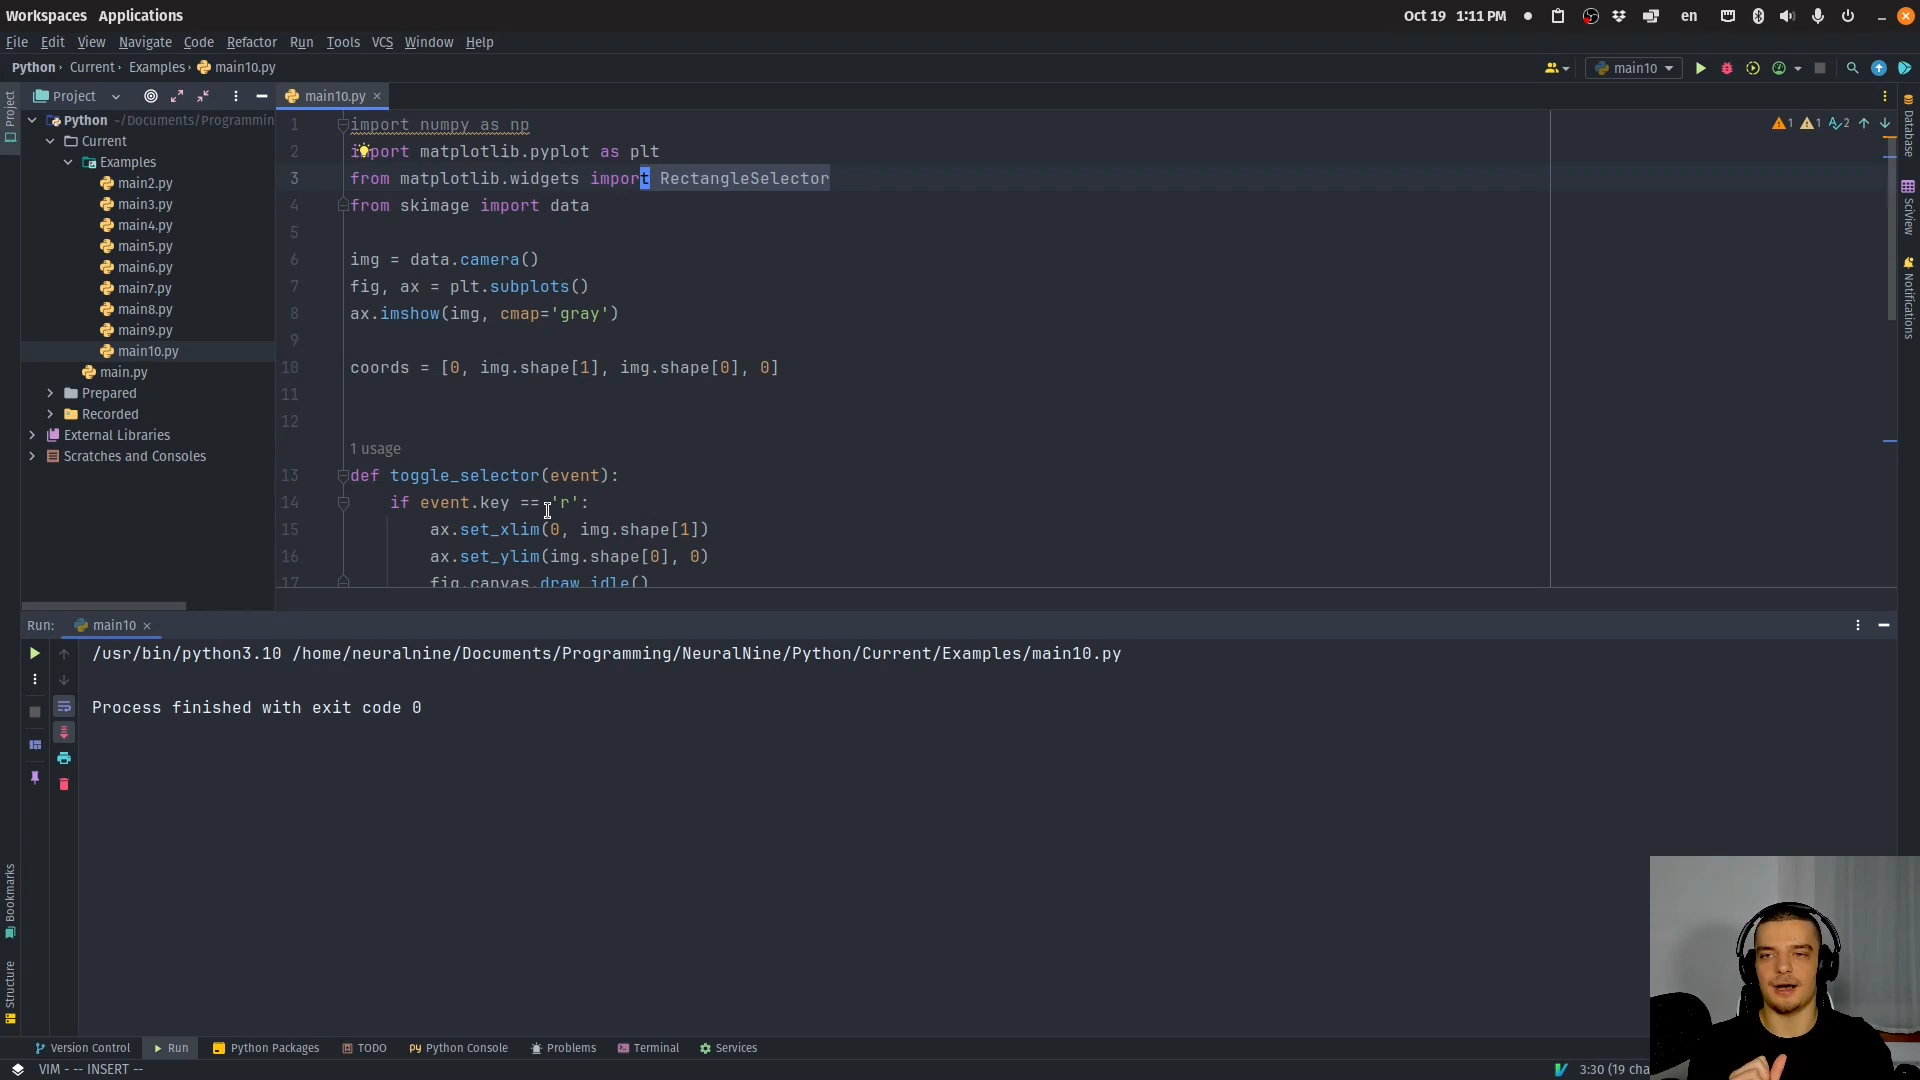 Workspaces Applications
Oct 19 1:11 PM
en
File Edit View Navigate Code Refactor Run Tools VCS Window Help
Python Current Examples main10.py
main10
Project
main10.py
Project
Python ~/Documents/Programmin
Current
Examples
main2.py
main3.py
main4.py
main5.py
main6.py
main7.py
main8.py
main9.py
main10.py
main.py
Prepared
Recorded
External Libraries
Scratches and Consoles
1 import numpy as np
2 import matplotlib.pyplot as plt
3 from matplotlib.widgets import RectangleSelector
4 from skimage import data
5
6 img = data.camera()
7 fig, ax = plt.subplots()
8 ax.imshow(img, cmap='gray')
9
10 coords = [0, img.shape[1], img.shape[0], 0]
11
12
1 usage
13 def toggle_selector(event):
14 if event.key == 'r':
15 ax.set_xlim(0, img.shape[1])
16 ax.set_ylim(img.shape[0], 0)
17 fig.canvas.draw_idle()
1 1 2
Database
SciView
Notifications
Run: main10
/usr/bin/python3.10 /home/neuralnine/Documents/Programming/NeuralNine/Python/Current/Examples/main10.py
Process finished with exit code 0
Bookmarks
Structure
Version Control Run Python Packages TODO Python Console Problems Terminal Services
VIM - -- INSERT --
3:30 (19 cha